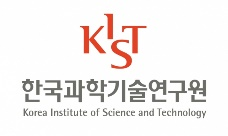 KIST
한국과학기술연구원
Korea Institute of Science and Technology